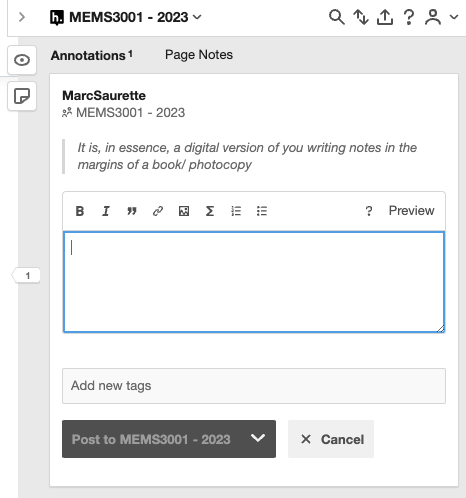 h. MEMS3001 - 2023
?
Annotations 1 Page Notes
MarcSaurette
MEMS3001 - 2023
It is, in essence, a digital version of you writing notes in the
margins of a book/ photocopy
B I ” Σ ? Preview
1
Add new tags
Post to MEMS3001 - 2023 × Cancel